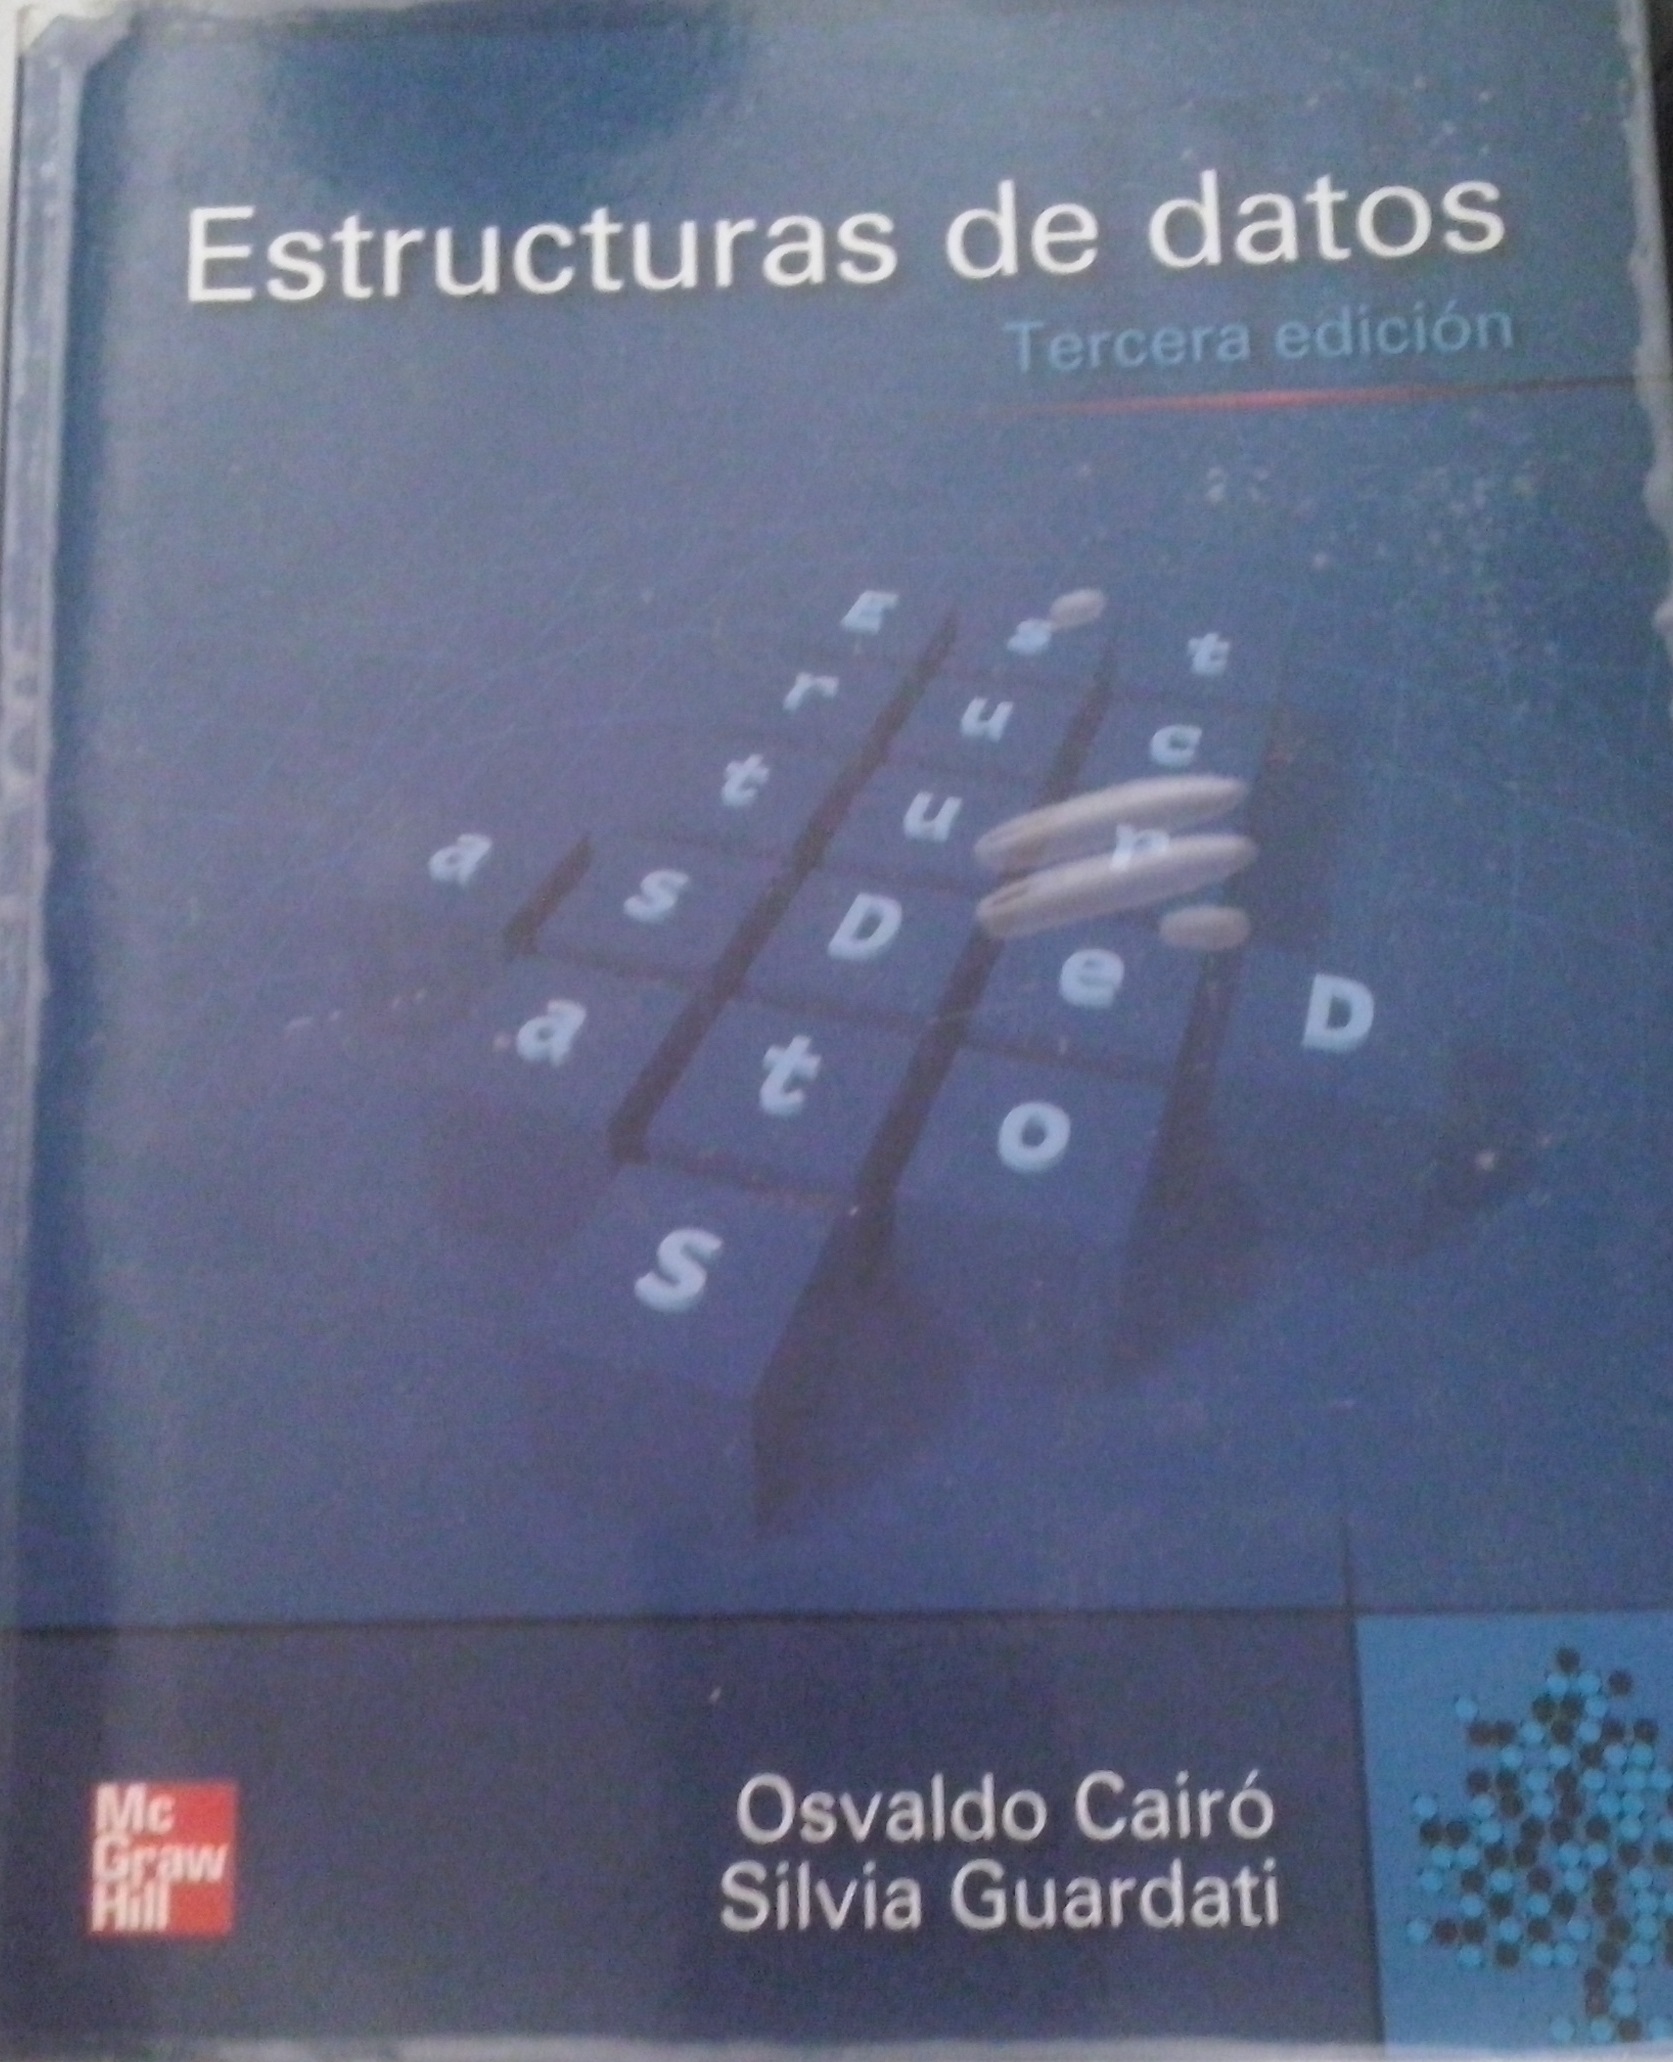 Estructuras de datos
Tercera edición
E s t
r u c
t u r
a s D e D
a t o
s
Osvaldo Cairó
Silvia Guardati
Mc
Graw
Hill